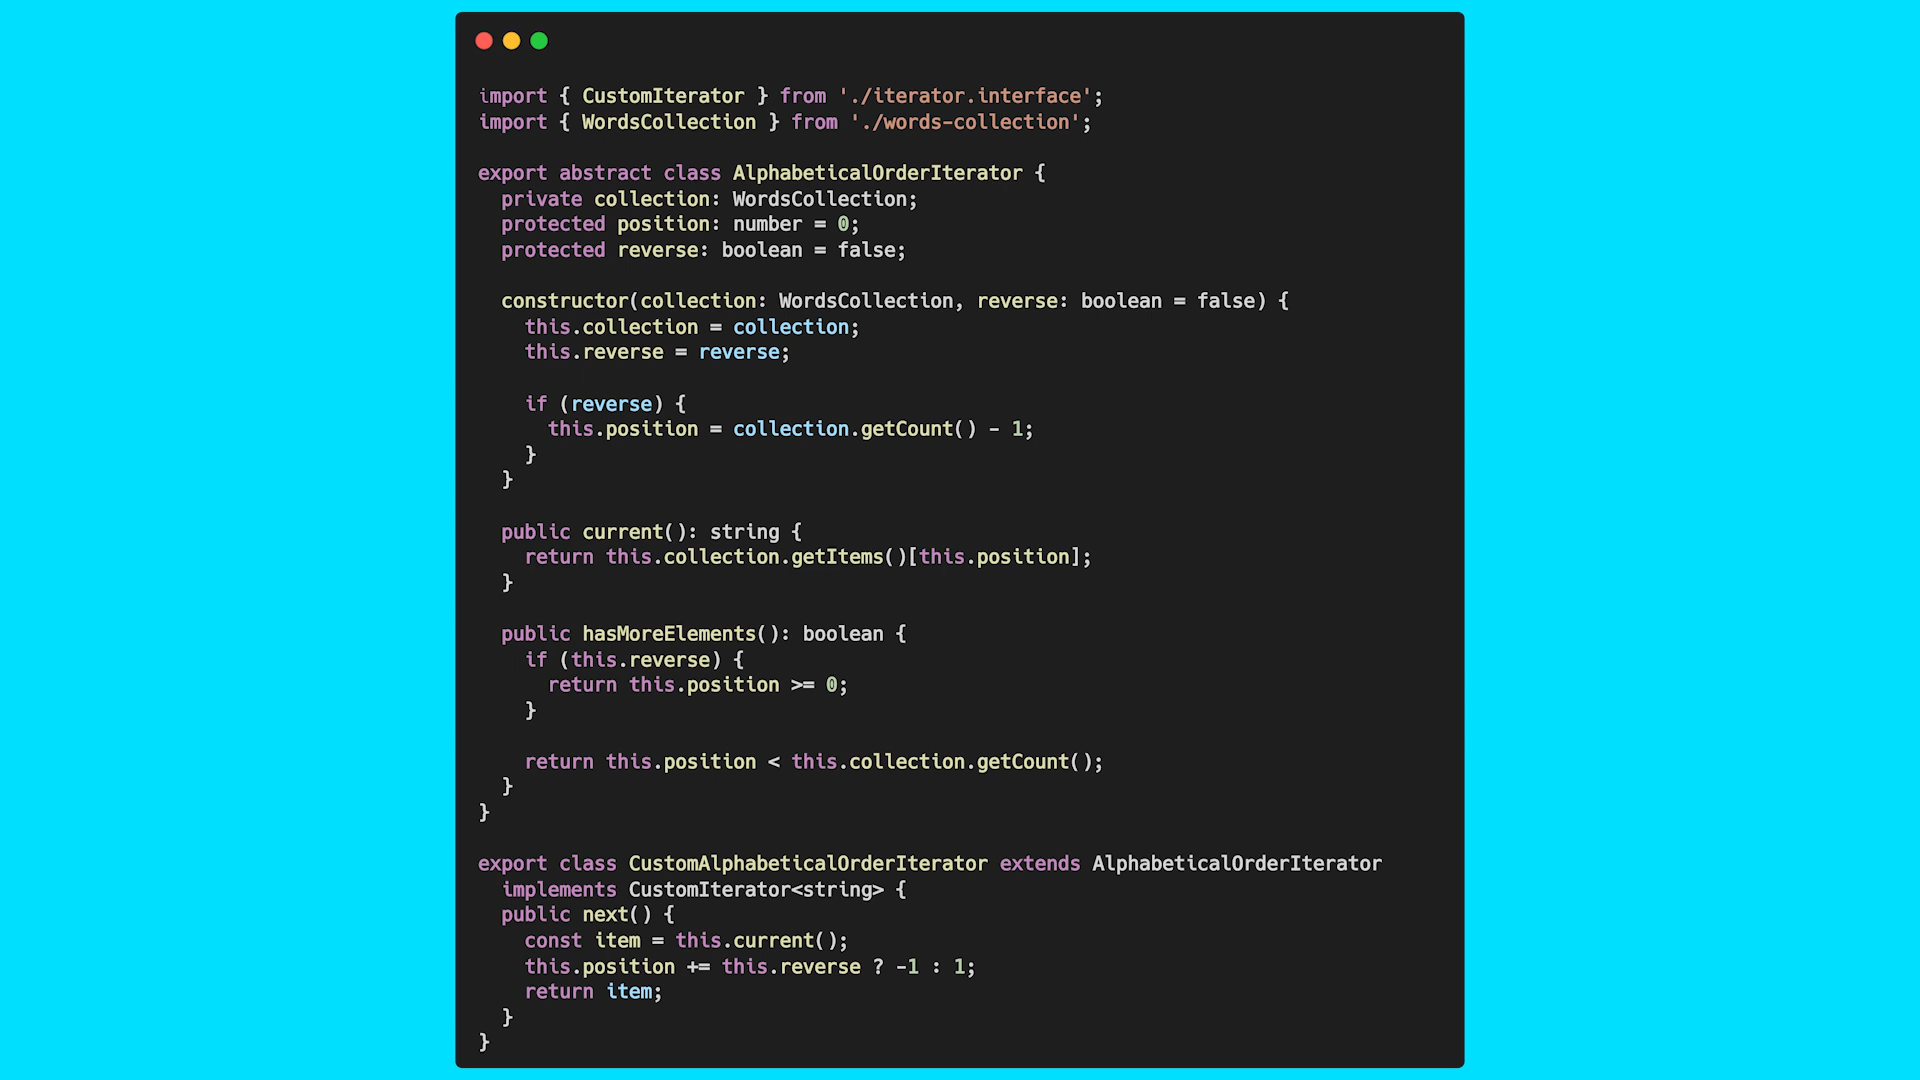 import { CustomIterator } from './iterator.interface';
import { WordsCollection } from './words-collection';

export abstract class AlphabeticalOrderIterator {
  private collection: WordsCollection;
  protected position: number = 0;
  protected reverse: boolean = false;

  constructor(collection: WordsCollection, reverse: boolean = false) {
    this.collection = collection;
    this.reverse = reverse;

    if (reverse) {
      this.position = collection.getCount() - 1;
    }
  }

  public current(): string {
    return this.collection.getItems()[this.position];
  }

  public hasMoreElements(): boolean {
    if (this.reverse) {
      return this.position >= 0;
    }

    return this.position < this.collection.getCount();
  }
}

export class CustomAlphabeticalOrderIterator extends AlphabeticalOrderIterator
  implements CustomIterator<string> {
  public next() {
    const item = this.current();
    this.position += this.reverse ? -1 : 1;
    return item;
  }
}